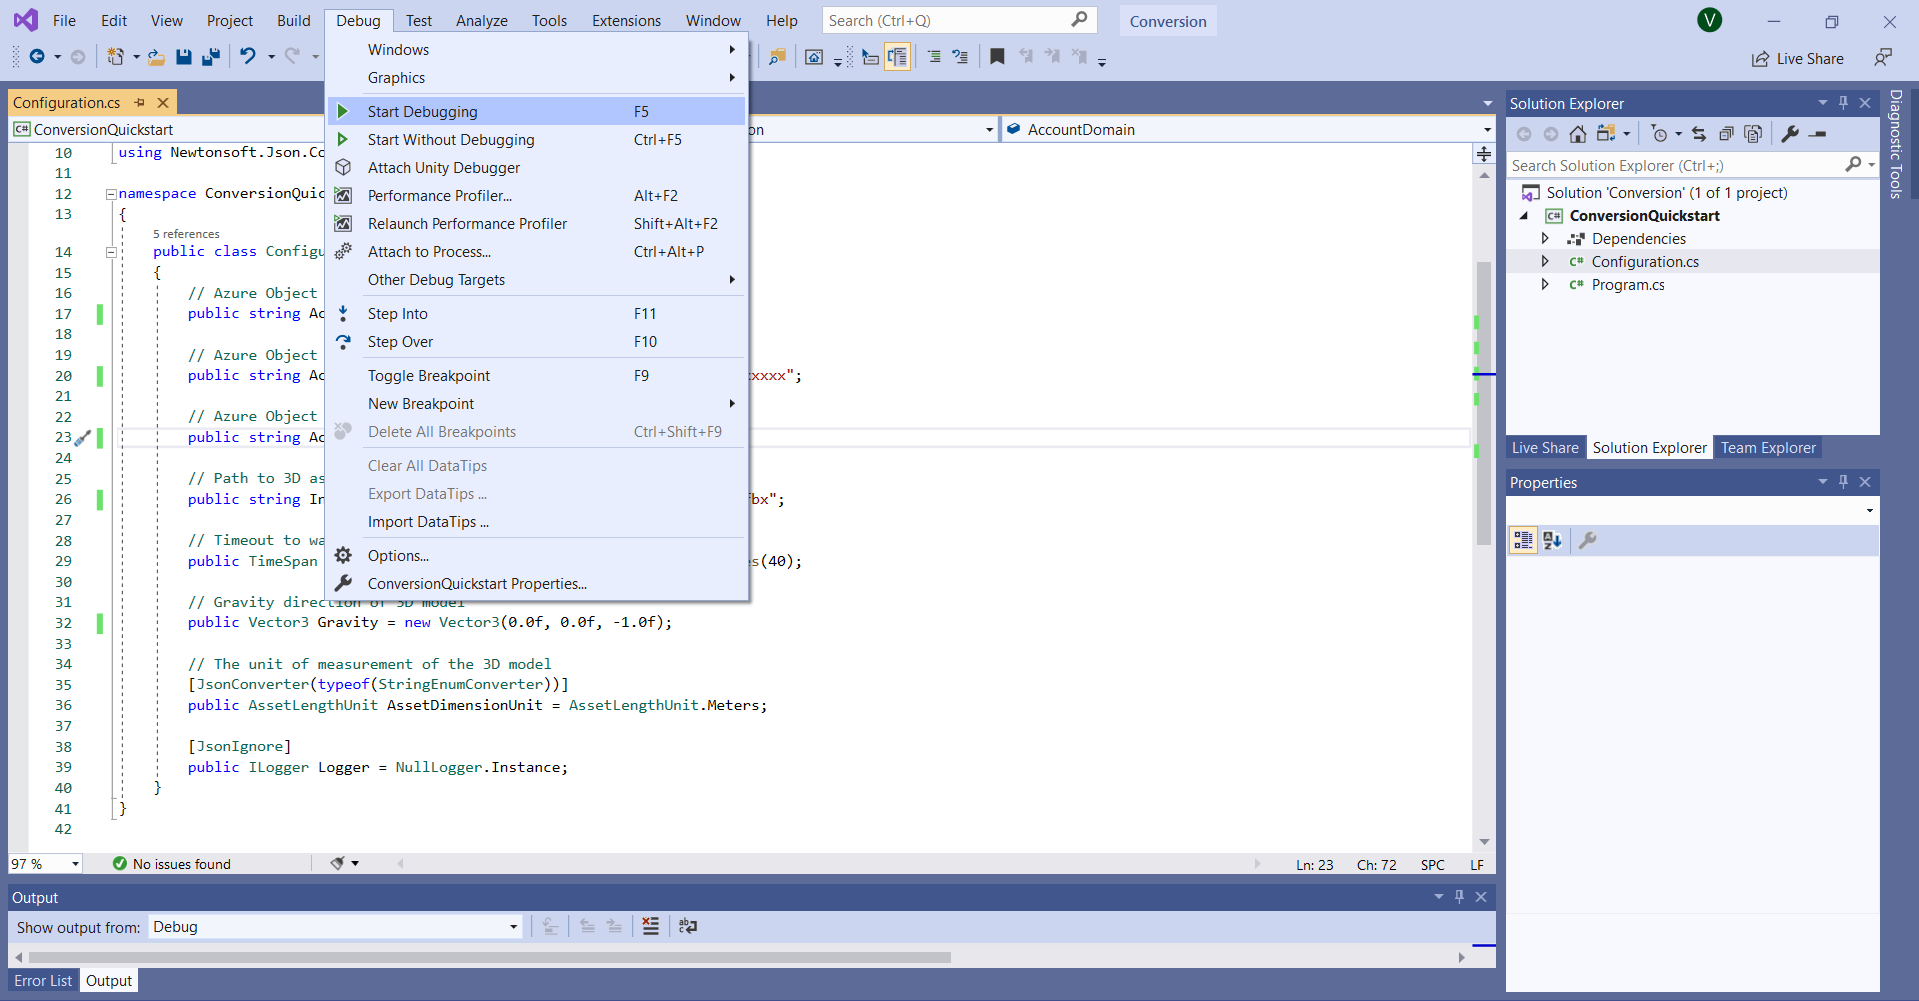 File Edit View Project Build Debug Test Analyze Tools Extensions Window Help Search (Ctrl+Q) Conversion V
Live Share
Windows
Graphics
Start Debugging F5
Start Without Debugging Ctrl+F5
Attach Unity Debugger
Performance Profiler... Alt+F2
Relaunch Performance Profiler Shift+Alt+F2
Attach to Process... Ctrl+Alt+P
Other Debug Targets
Step Into F11
Step Over F10
Toggle Breakpoint F9
New Breakpoint
Delete All Breakpoints Ctrl+Shift+F9
Clear All DataTips
Export DataTips ...
Import DataTips ...
Options...
ConversionQuickstart Properties...
Configuration.cs
C# ConversionQuickstart on AccountDomain
10 using Newtonsoft.Json.Co
11
12 namespace ConversionQuic
13 {
5 references
14 public class Configu
15 {
16 // Azure Object
17 public string Ac
18
19 // Azure Object
20 public string Ac xxxx";
21
22 // Azure Object
23 public string Ac
24
25 // Path to 3D as
26 public string In fbx";
27
28 // Timeout to wa
29 public TimeSpan es(40);
30
31 // Gravity direction of 3D model
32 public Vector3 Gravity = new Vector3(0.0f, 0.0f, -1.0f);
33
34 // The unit of measurement of the 3D model
35 [JsonConverter(typeof(StringEnumConverter))]
36 public AssetLengthUnit AssetDimensionUnit = AssetLengthUnit.Meters;
37
38 [JsonIgnore]
39 public ILogger Logger = NullLogger.Instance;
40 }
41 }
42
97 % No issues found Ln: 23 Ch: 72 SPC LF
Output
Show output from: Debug
Error List Output
Solution Explorer
Search Solution Explorer (Ctrl+;)
Solution 'Conversion' (1 of 1 project)
C# ConversionQuickstart
Dependencies
C# Configuration.cs
C# Program.cs
Live Share Solution Explorer Team Explorer
Properties
Diagnostic Tools